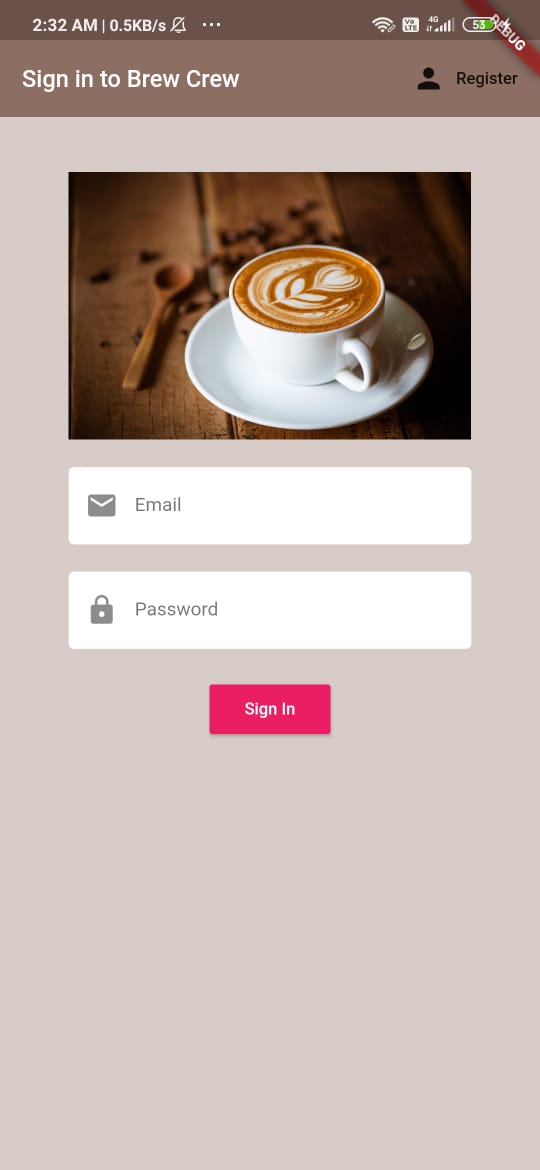 2:32 AM | 0.5KB/s ...
Vo LTE 4G 53
DEBUG
Sign in to Brew Crew
Register
Email
Password
Sign In